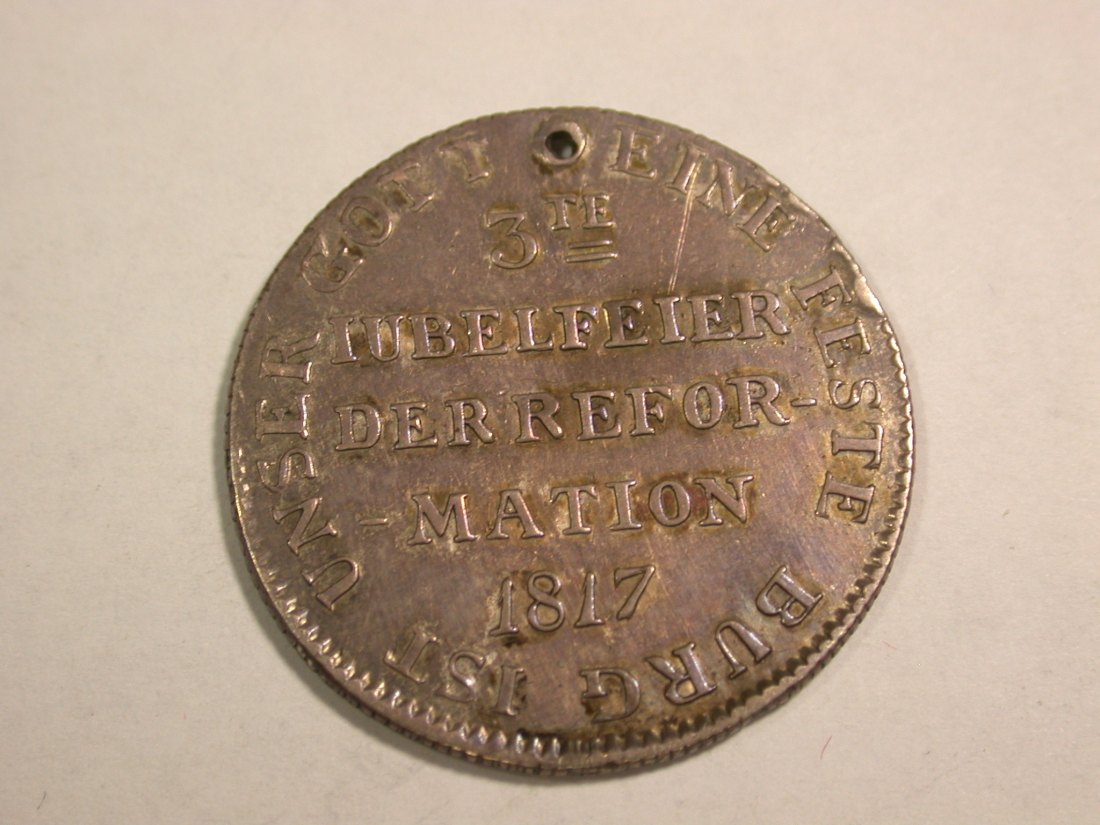 EINE FESTE BURG IST UNSER GOTT
3TE
IUBELFEIER
DER REFOR-
-MATION
1817